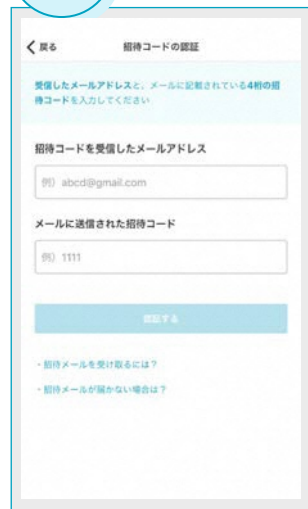 戻る 招待コードの認証
受信したメールアドレスと、メールに記載されている4桁の招
待コードを入力してください
招待コードを受信したメールアドレス
例）abcd@gmail.com
メールに送信された招待コード
例）1111
認証する
・招待メールを受け取るには？
・招待メールが届かない場合は？